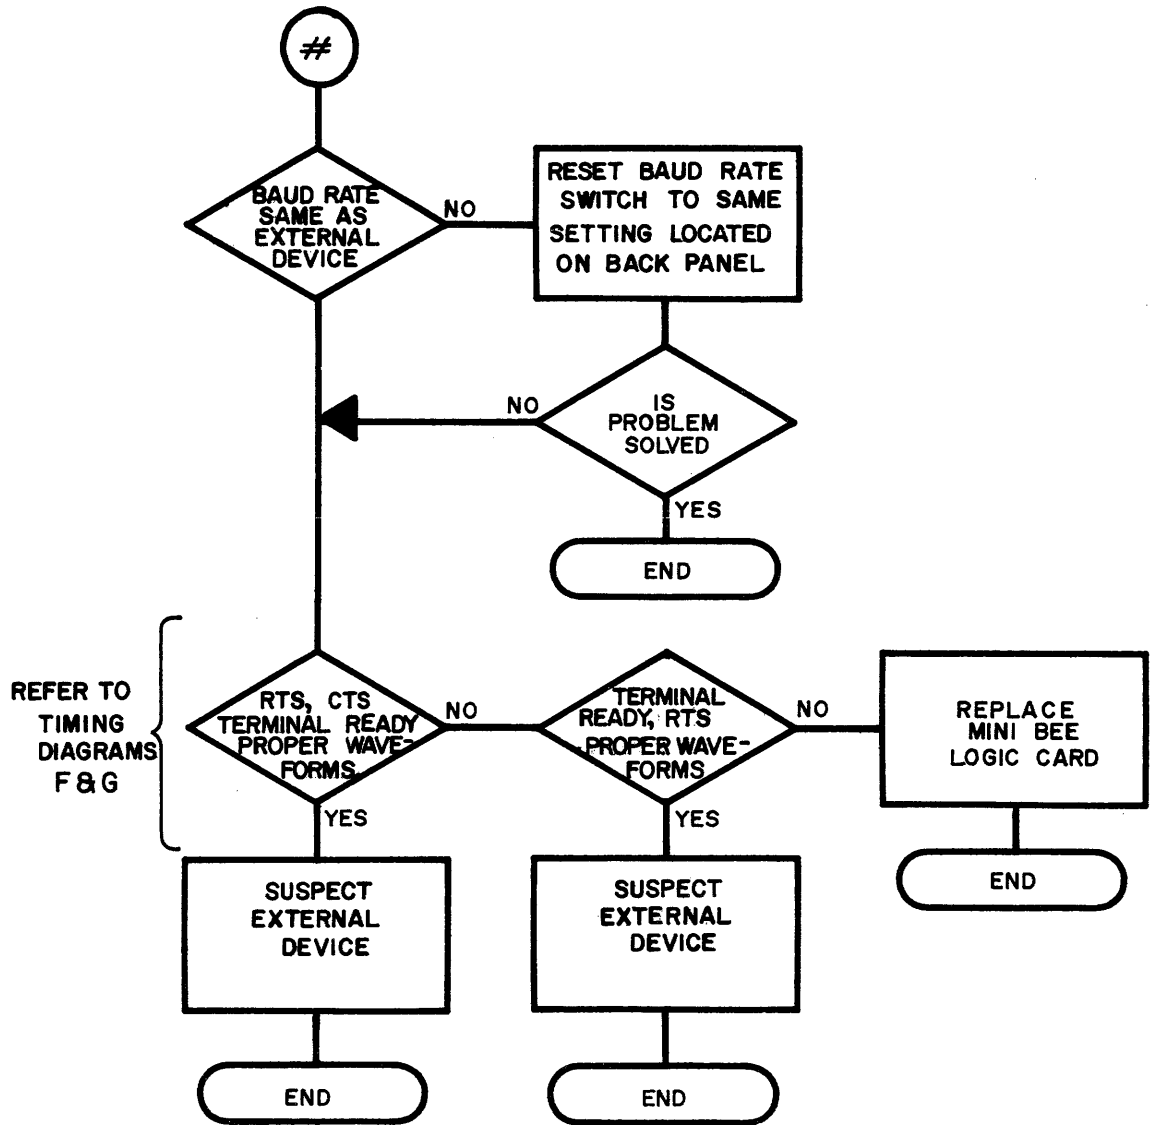 #
BAUD RATE
SAME AS
EXTERNAL
DEVICE
NO
RESET BAUD RATE
SWITCH TO SAME
SETTING LOCATED
ON BACK PANEL
NO
IS
PROBLEM
SOLVED
YES
END
REFER TO
TIMING
DIAGRAMS
F & G
RTS, CTS
TERMINAL READY
PROPER WAVE-
FORMS.
NO
TERMINAL
READY, RTS
PROPER WAVE-
FORMS
NO
REPLACE
MINI BEE
LOGIC CARD
YES
YES
END
SUSPECT
EXTERNAL
DEVICE
SUSPECT
EXTERNAL
DEVICE
END
END